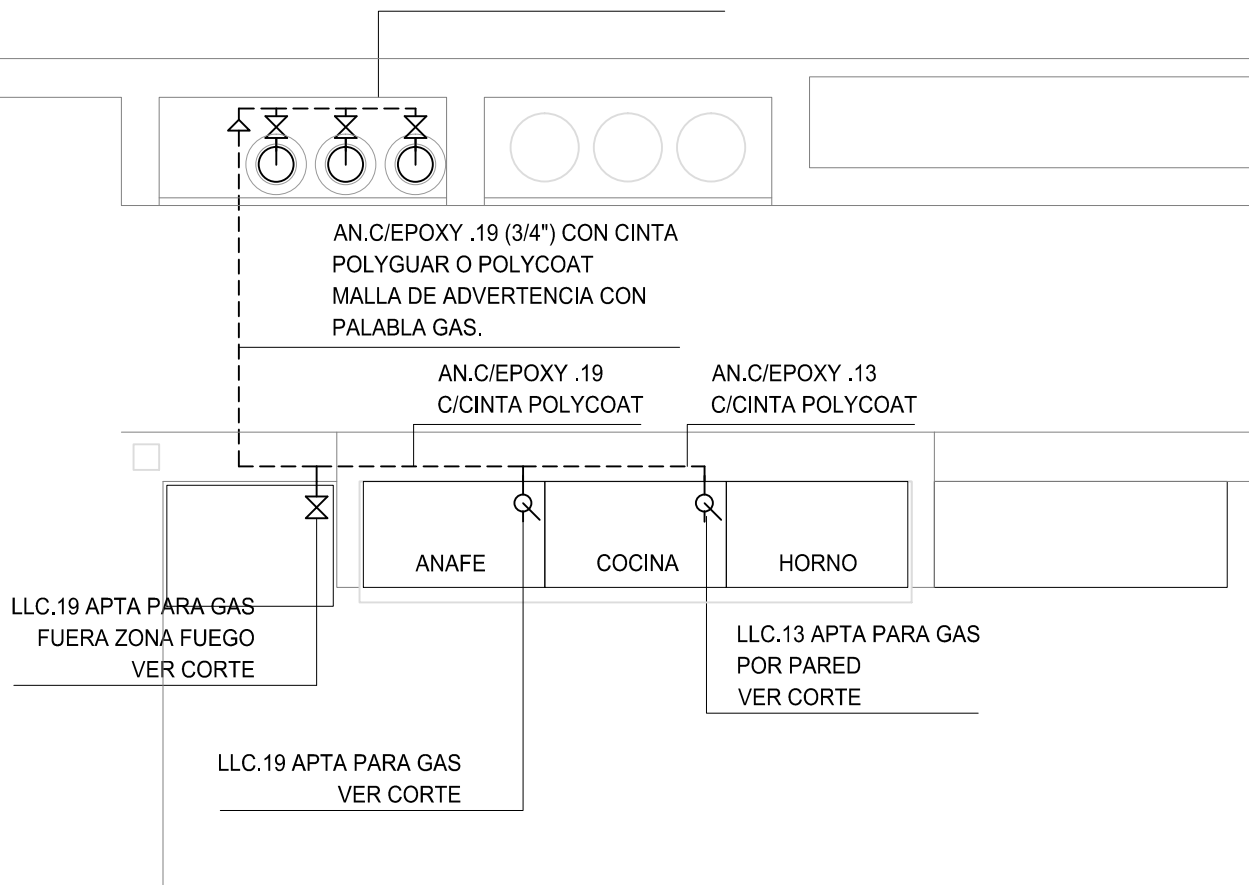 AN.C/EPOXY .19 (3/4") CON CINTA
POLYGUAR O POLYCOAT
MALLA DE ADVERTENCIA CON
PALABLA GAS.
AN.C/EPOXY .19
C/CINTA POLYCOAT
AN.C/EPOXY .13
C/CINTA POLYCOAT
ANAFE
COCINA
HORNO
LLC.19 APTA PARA GAS
FUERA ZONA FUEGO
VER CORTE
LLC.13 APTA PARA GAS
POR PARED
VER CORTE
LLC.19 APTA PARA GAS
VER CORTE